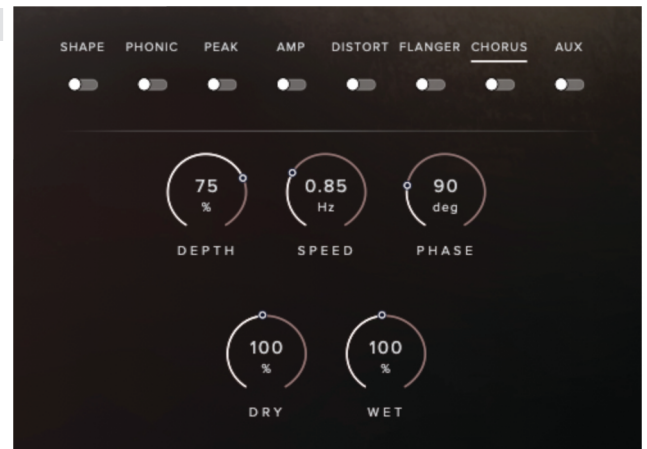 SHAPE PHONIC PEAK AMP DISTORT FLANGER CHORUS AUX
75 0.85 90
% Hz deg
DEPTH SPEED PHASE
100 100
% %
DRY WET